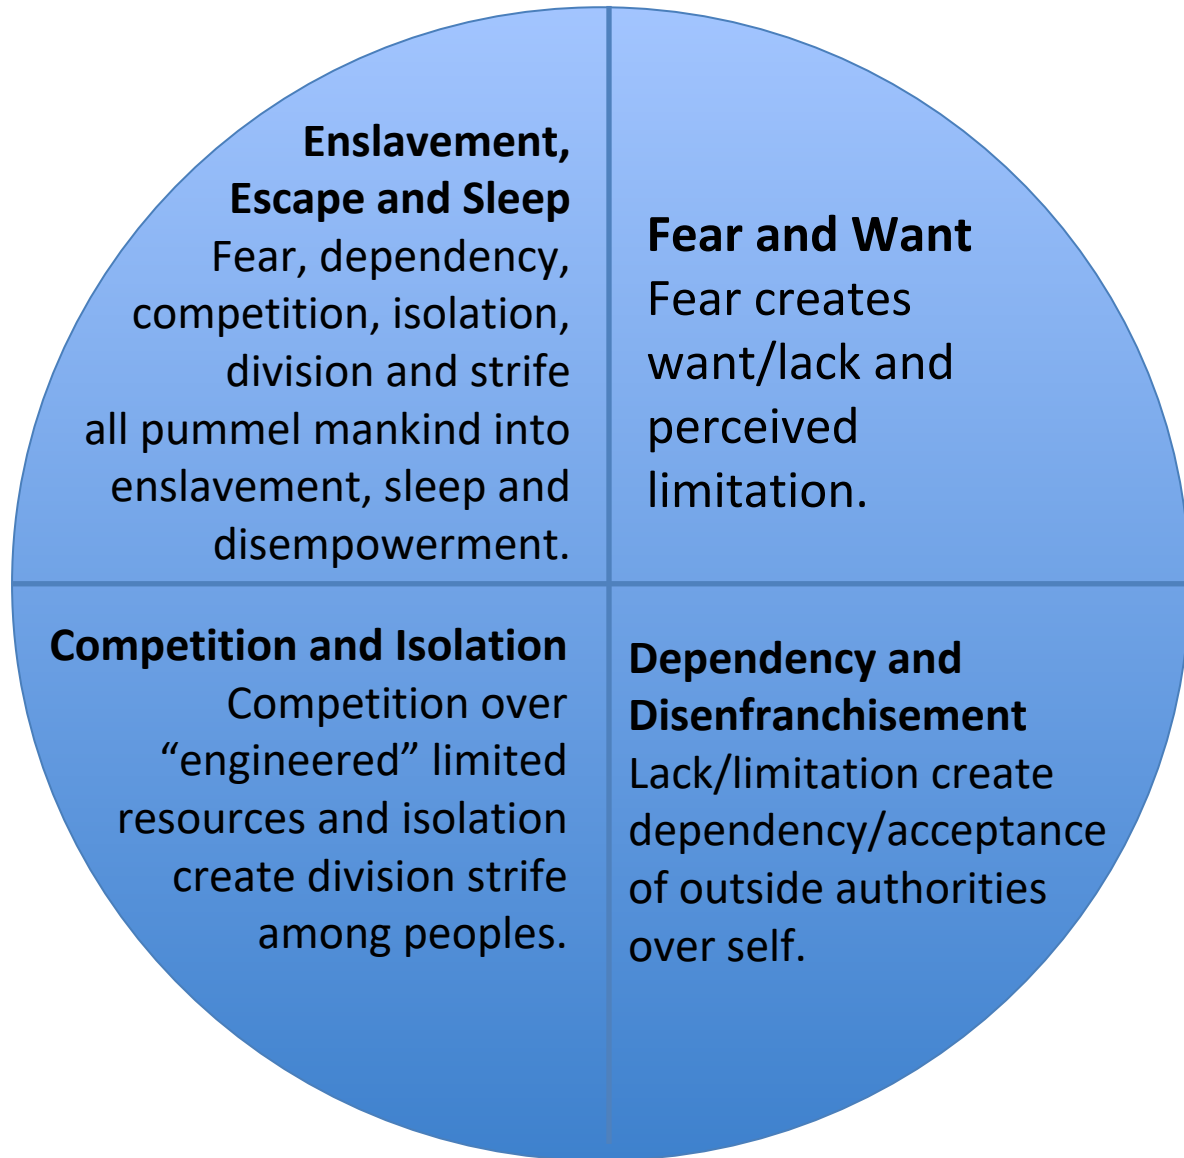 Enslavement,
Escape and Sleep
Fear, dependency,
competition, isolation,
division and strife
all pummel mankind into
enslavement, sleep and
disempowerment.
Fear and Want
Fear creates
want/lack and
perceived
limitation.
Competition and Isolation
Competition over
“engineered” limited
resources and isolation
create division strife
among peoples.
Dependency and
Disenfranchisement
Lack/limitation create
dependency/acceptance
of outside authorities
over self.